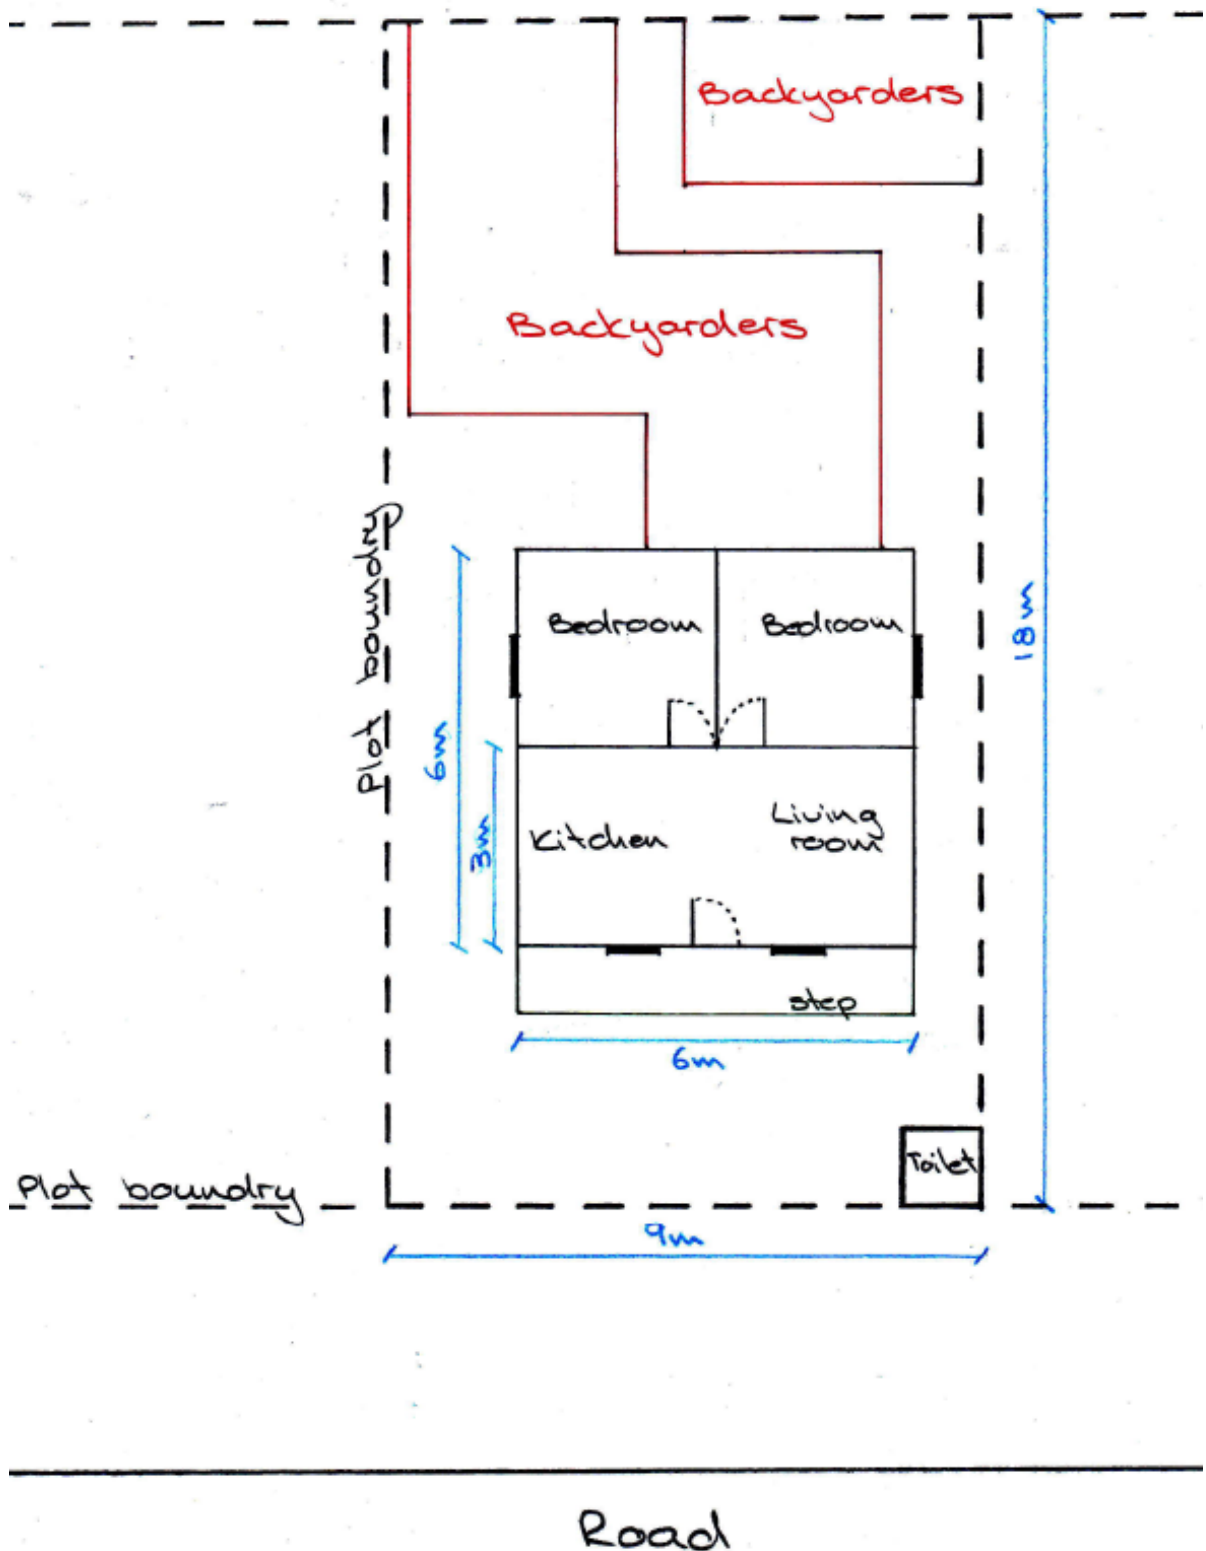 Backyarders
Backyarders
Plot boundry
Bedroom
Bedroom
18m
6m
3m
Kitchen
Living
room
step
6m
Toilet
Plot boundry
9m
Road